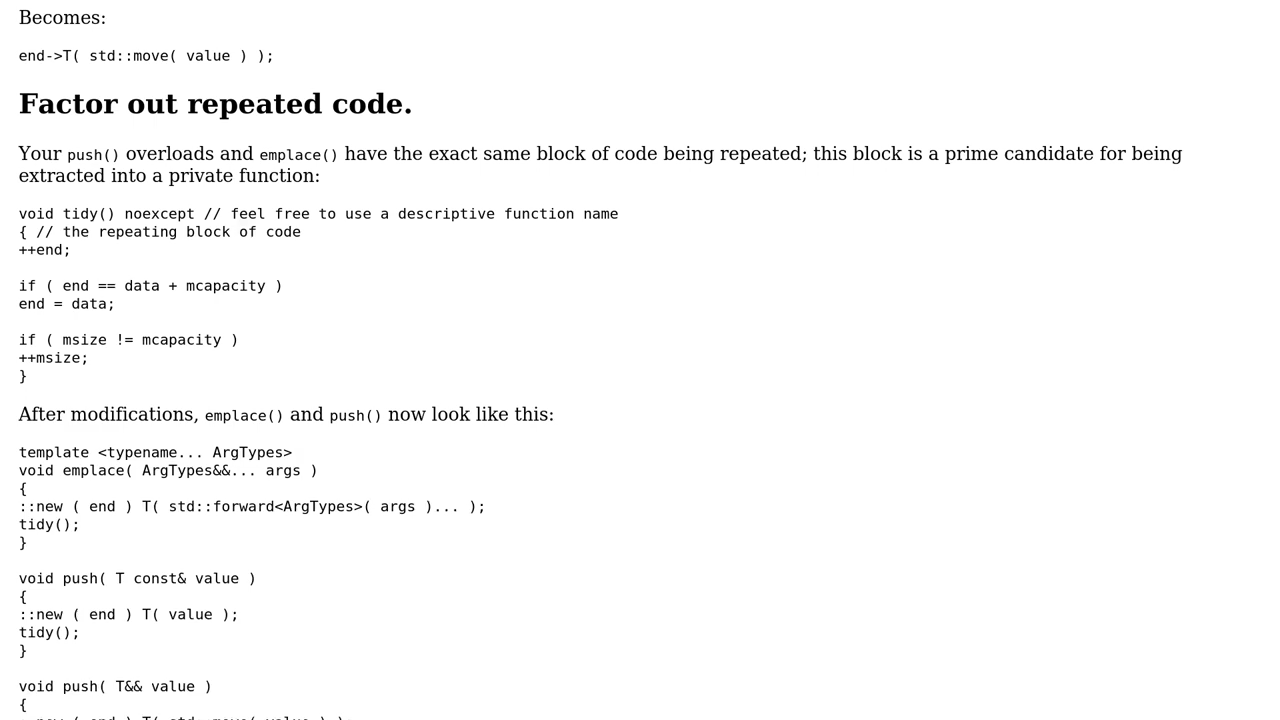 Becomes:
end->T( std::move( value ) );
Factor out repeated code.
Your push() overloads and emplace() have the exact same block of code being repeated; this block is a prime candidate for being
extracted into a private function:
void tidy() noexcept // feel free to use a descriptive function name
{ // the repeating block of code
++end;
if ( end == data + mcapacity )
end = data;
if ( msize != mcapacity )
++msize;
}
After modifications, emplace() and push() now look like this:
template <typename... ArgTypes>
void emplace( ArgTypes&&... args )
{
::new ( end ) T( std::forward<ArgTypes>( args )... );
tidy();
}
void push( T const& value )
{
::new ( end ) T( value );
tidy();
}
void push( T&& value )
{